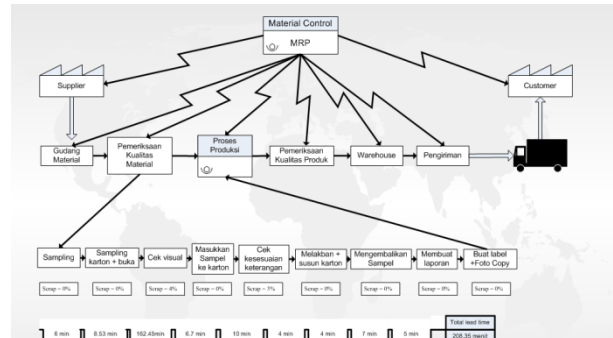 Material Control
MRP
Supplier
Customer
Gudang
Material
Pemeriksaan
Kualitas
Material
Proses
Produksi
Pemeriksaan
Kualitas Produk
Warehouse
Pengiriman
Sampling
Sampling
karton + buka
Cek visual
Masukkan
Sampel
ke karton
Cek
kesesuaian
keterangan
Melakban +
susun karton
Mengembalikan
Sampel
Membuat
laporan
Buat label
+Foto Copy
Scrap = 0%
Scrap = 0%
Scrap = 4%
Scrap = 0%
Scrap = 3%
Scrap = 0%
Scrap = 0%
Scrap = 0%
Scrap = 0%
6 min
8.53 min
162.45min
6.7 min
10 min
4 min
4 min
7 min
5 min
Total lead time
208.35 menit